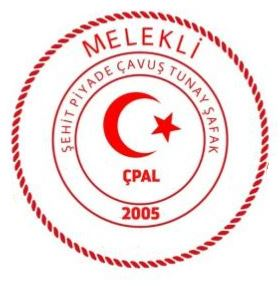 MELEKLİ
ŞEHİT PİYADE ÇAVUŞ TUNAY ŞAFAK
ÇPAL
2005